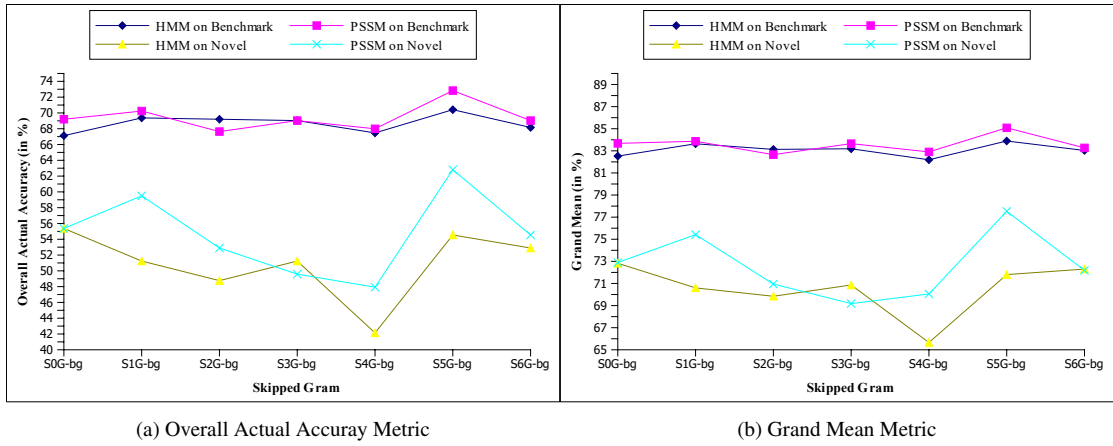 HMM on Benchmark PSSM on Benchmark
HMM on Novel PSSM on Novel
74
72
70
68
66
64
62
60
58
56
54
52
50
48
46
44
42
40
Overall Actual Accuracy (in %)
S0G-bg S1G-bg S2G-bg S3G-bg S4G-bg S5G-bg S6G-bg
Skipped Gram
HMM on Benchmark PSSM on Benchmark
HMM on Novel PSSM on Novel
89
87
85
83
81
79
77
75
73
71
69
67
65
Grand Mean (in %)
S0G-bg S1G-bg S2G-bg S3G-bg S4G-bg S5G-bg S6G-bg
Skipped Gram
(a) Overall Actual Accuray Metric
(b) Grand Mean Metric